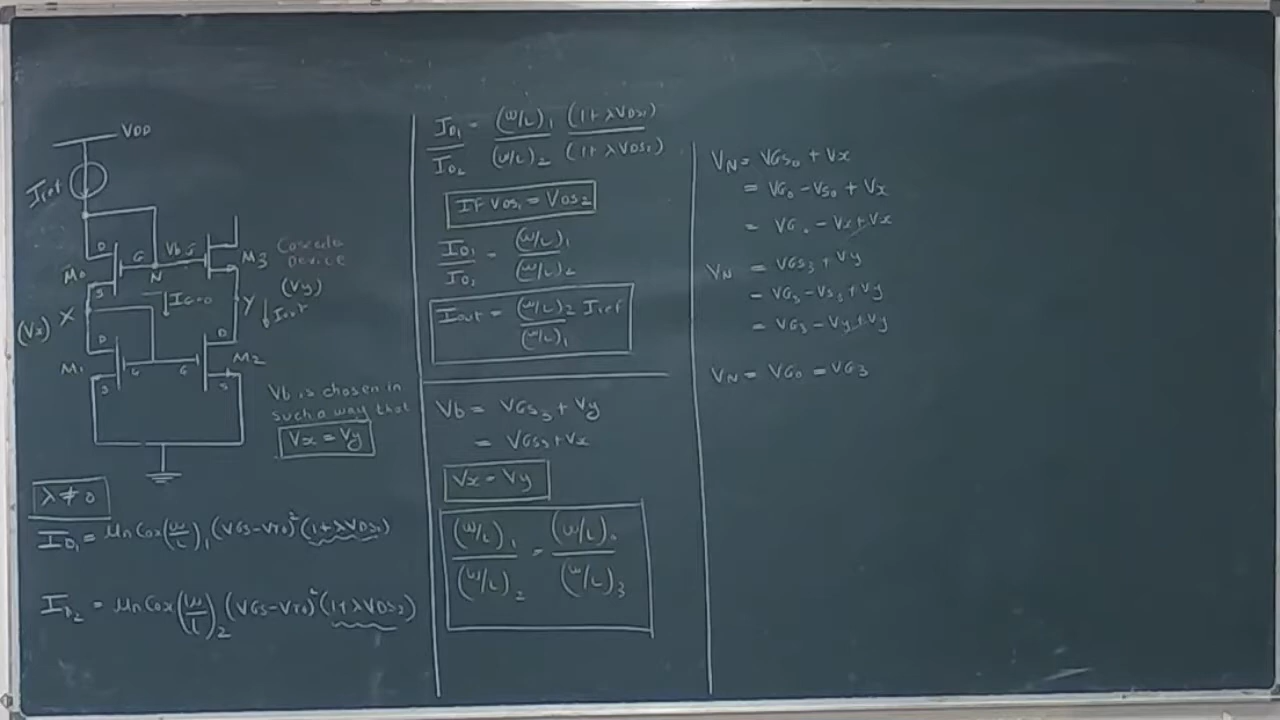 VDD
Iref
D
G
Vb
G
M3
Cascade
Device
M0
N
S
IG=0
(Vy)
X
Y
Iout
(Vx)
D
D
M1
G
G
M2
S
S
Vb is chosen in
such a way that
Vx = Vy
λ ≠ 0
ID1 = µnCox(W/L)1 (VGS-VT0)² (1+λVDS1)
ID2 = µnCox(W/L)2 (VGS-VT0)² (1+λVDS2)
ID1/ID2 = (W/L)1/(W/L)2 (1+λVDS1)/(1+λVDS2)
IF VDS1 = VDS2
ID1/ID2 = (W/L)1/(W/L)2
Iout = (W/L)2/(W/L)1 Iref
Vb = VGS3 + Vy
= VGS3 + Vx
Vx = Vy
(W/L)1/(W/L)2 = (W/L)0/(W/L)3
VN = VGS0 + Vx
= VG0 - VS0 + Vx
= VG0 - Vx + Vx
VN = VGS3 + Vy
= VG3 - VS3 + Vy
= VG3 - Vy + Vy
VN = VG0 = VG3